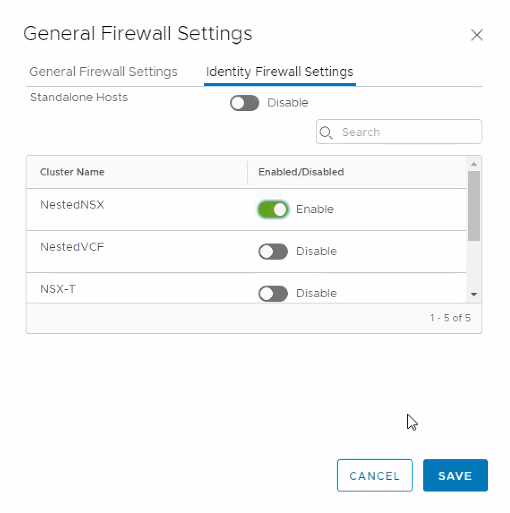 General Firewall Settings
General Firewall Settings Identity Firewall Settings
Standalone Hosts Disable
Search
Cluster Name Enabled/Disabled
NestedNSX Enable
NestedVCF Disable
NSX-T Disable
1 - 5 of 5
CANCEL SAVE